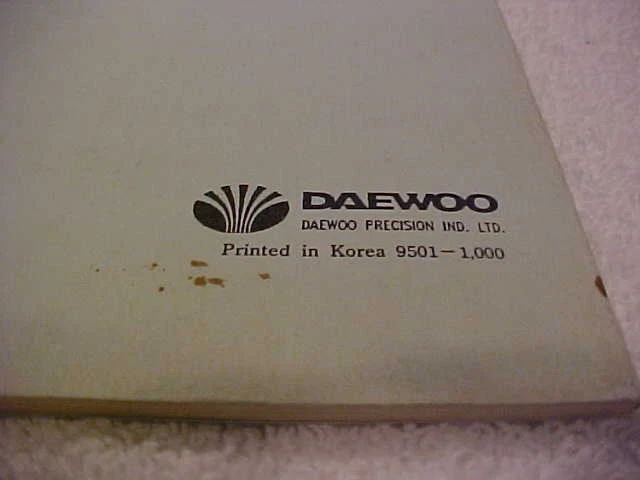 DAEWOO
DAEWOO PRECISION IND. LTD.
Printed in Korea 9501－1,000